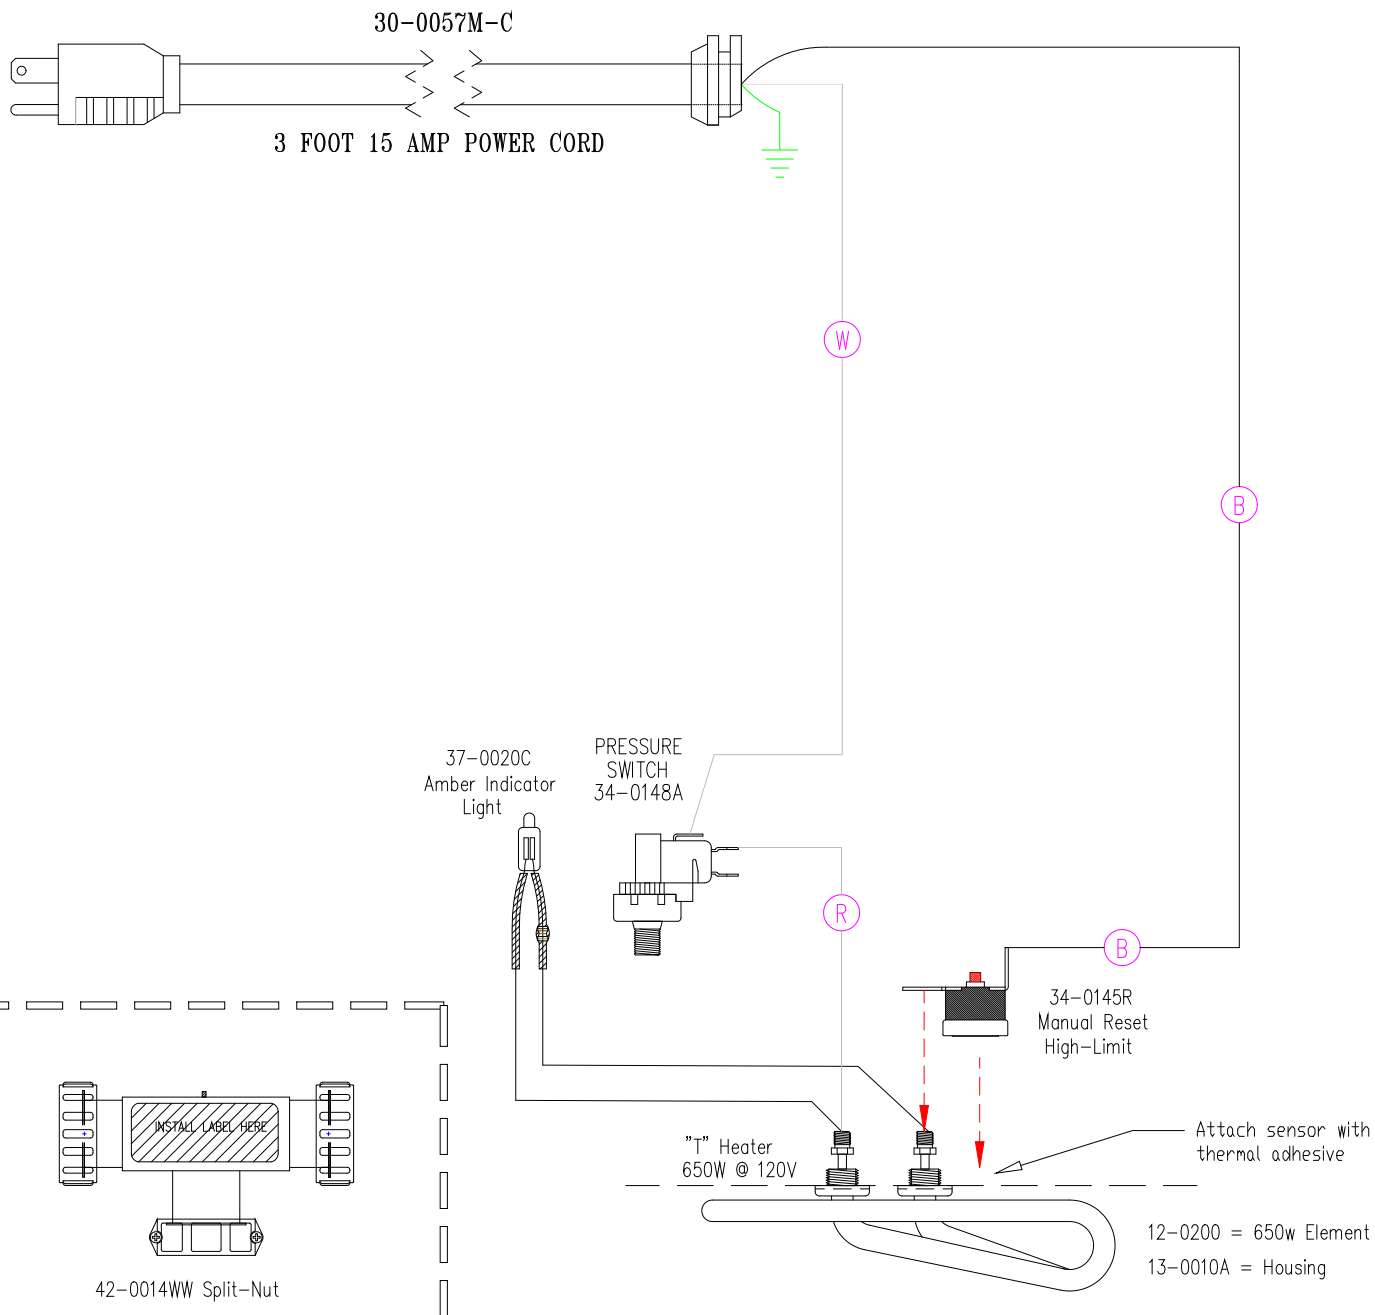 30-0057M-C
3 FOOT 15 AMP POWER CORD
W
B
37-0020C
Amber Indicator
Light
PRESSURE
SWITCH
34-0148A
R
B
34-0145R
Manual Reset
High-Limit
INSTALL LABEL HERE
"T" Heater
650W @ 120V
Attach sensor with
thermal adhesive
12-0200 = 650w Element
13-0010A = Housing
42-0014WW Split-Nut